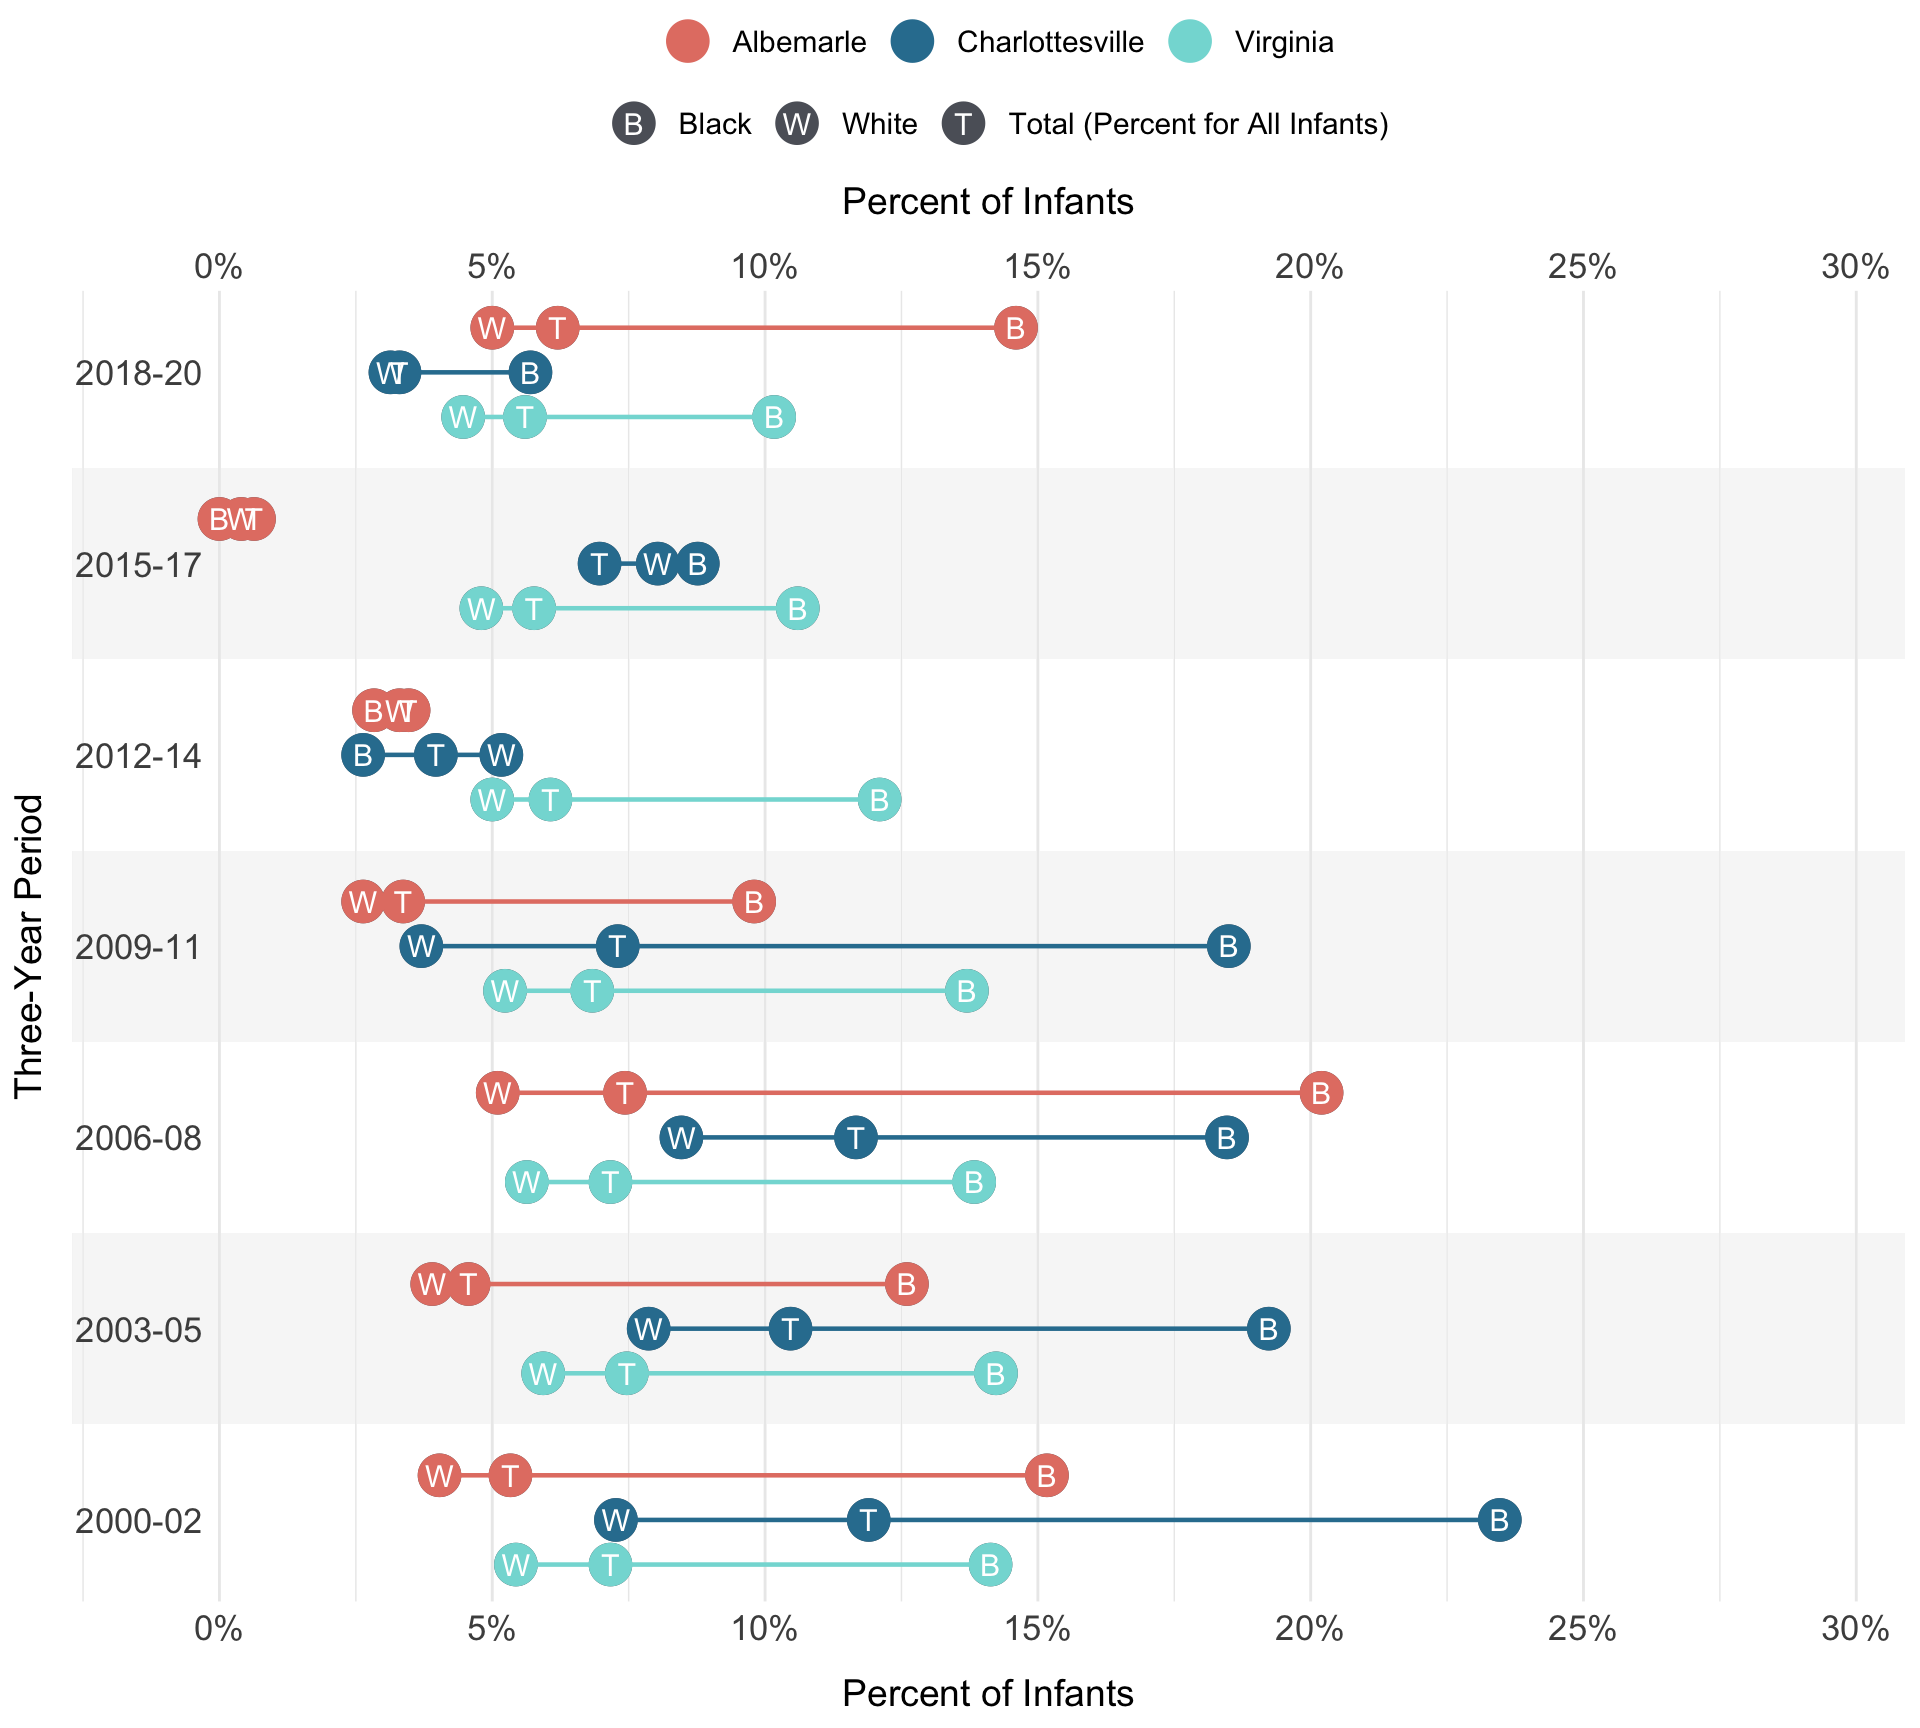 Albemarle Charlottesville Virginia
B Black W White T Total (Percent for All Infants)
Percent of Infants
0% 5% 10% 15% 20% 25% 30%
W T B
2018-20
W T B
W T B
B W T
2015-17
T W B
W T B
B W T
2012-14
B T W
W T B
W T B
2009-11
W T B
W T B
W T B
2006-08
W T B
W T B
W T B
2003-05
W T B
W T B
W T B
2000-02
W T B
W T B
Three-Year Period
0% 5% 10% 15% 20% 25% 30%
Percent of Infants